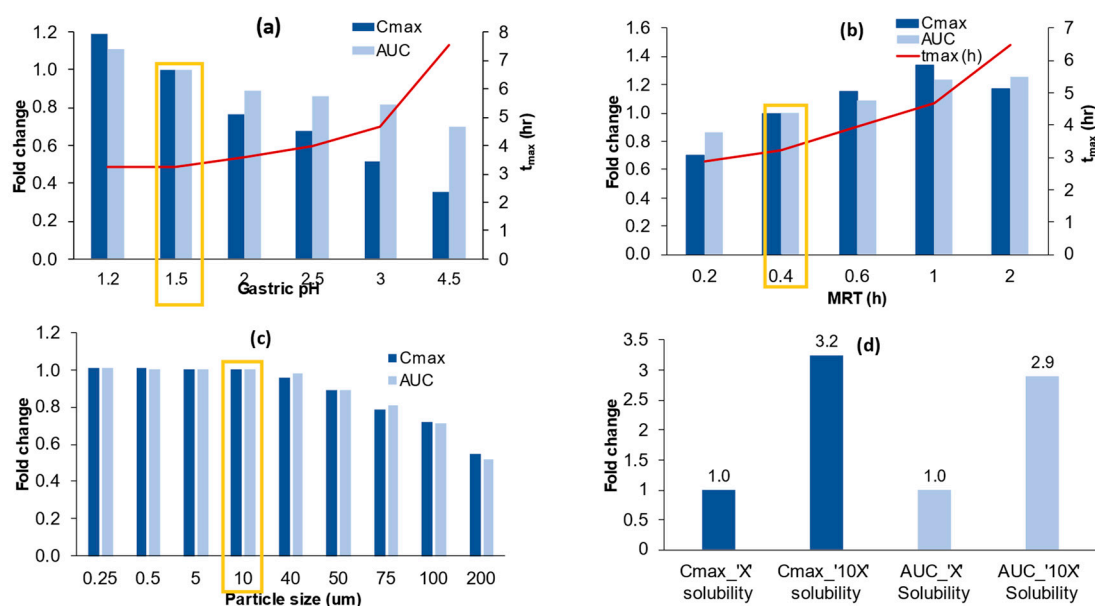 (a)
Cmax
AUC
Fold change
1.2
1.0
0.8
0.6
0.4
0.2
0.0
8
7
6
5
4
3
2
1
0
tmax (hr)
1.2 1.5 2 2.5 3 4.5
Gastric pH
(b)
Cmax
AUC
tmax (h)
Fold change
1.6
1.4
1.2
1.0
0.8
0.6
0.4
0.2
0.0
7
6
5
4
3
2
1
0
tmax (hr)
0.2 0.4 0.6 1 2
MRT (h)
(c)
Cmax
AUC
Fold change
1.2
1.0
0.8
0.6
0.4
0.2
0.0
0.25 0.5 5 10 40 50 75 100 200
Particle size (um)
(d)
Fold change
3.5
3
2.5
2
1.5
1
0.5
0
1.0
3.2
1.0
2.9
Cmax_'X' Cmax_'10X' AUC_'X' AUC_'10X'
solubility solubility Solubility Solubility